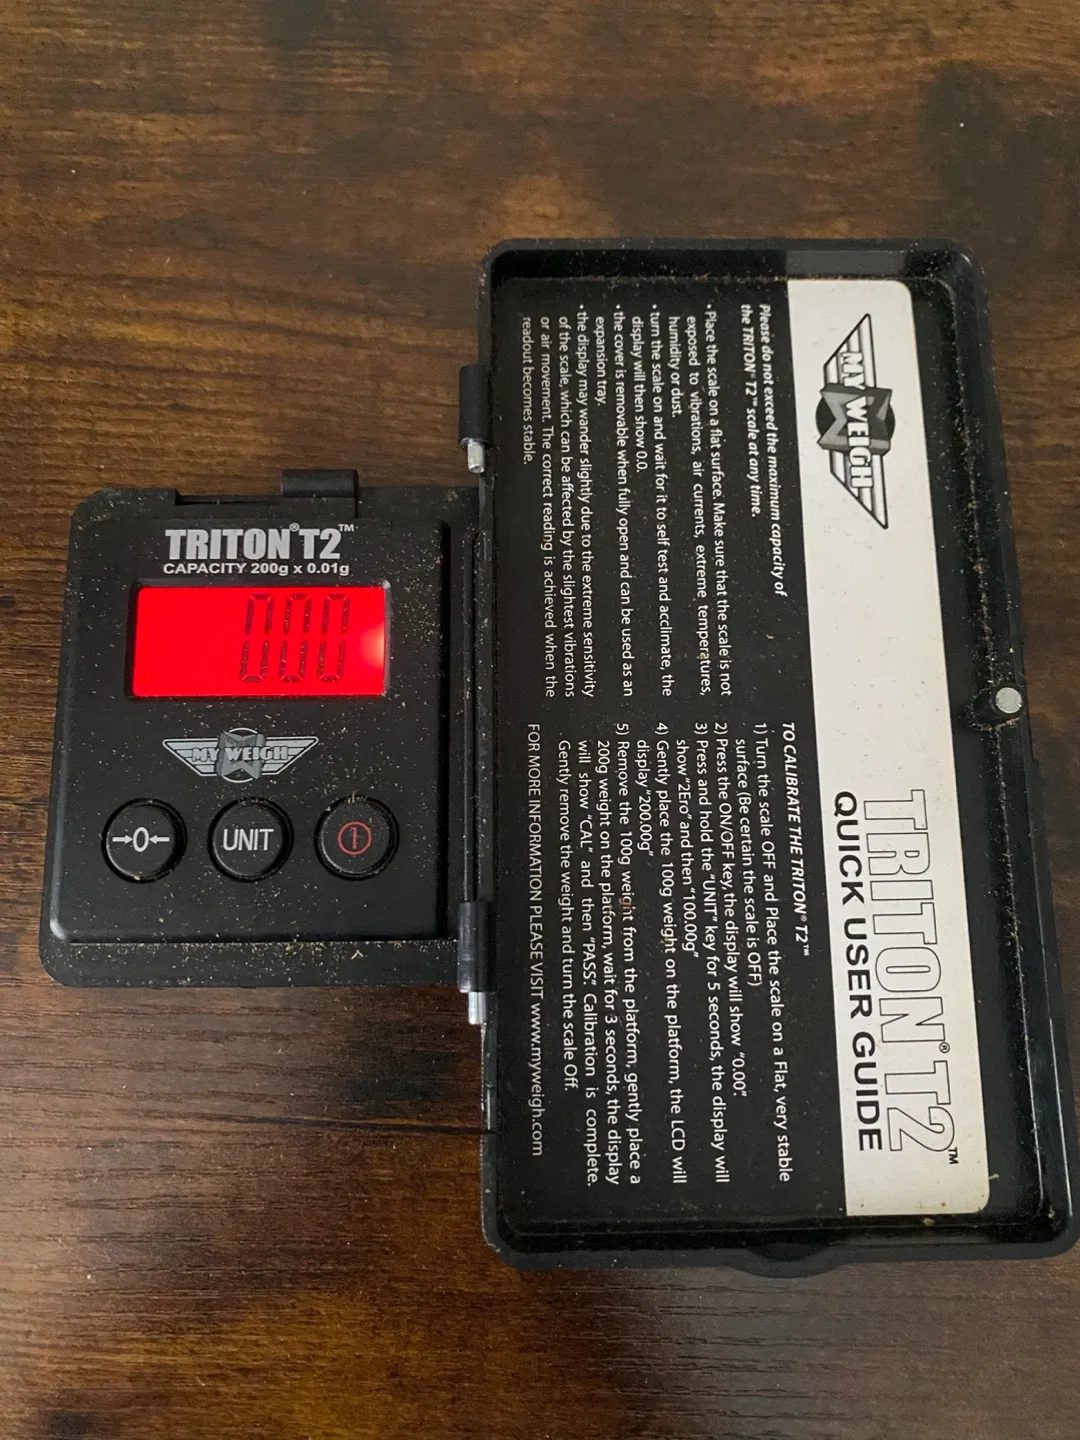 TRITON® T2™
CAPACITY 200g x 0.01g
0.00
MY WEIGH
→0←
UNIT
MY WEIGH
TRITON® T2™
QUICK USER GUIDE
Please do not exceed the maximum capacity of
the TRITON® T2™ scale at any time.
• Place the scale on a flat surface. Make sure that the scale is not
exposed to vibrations, air currents, extreme temperatures,
humidity or dust.
• turn the scale on and wait for it to self test and acclimate, the
display will then show 0.0.
• the cover is removable when fully open and can be used as an
expansion tray.
• the display may wander slightly due to the extreme sensitivity
of the scale, which can be affected by the slightest vibrations
or air movement. The correct reading is achieved when the
readout becomes stable.
TO CALIBRATE THE TRITON® T2™
1) Turn the scale OFF and Place the scale on a Flat, very stable
surface (Be certain the scale is OFF)
2) Press the ON/OFF key, the display will show "0.00".
3) Press and hold the "UNIT" key for 5 seconds, the display will
show"2Ero" and then "100.00g"
4) Gently place the 100g weight on the platform, the LCD will
display"200.00g"
5) Remove the 100g weight from the platform, gently place a
200g weight on the platform, wait for 3 seconds, the display
will show "CAL" and then "PASS". Calibration is complete.
Gently remove the weight and turn the scale Off.
FOR MORE INFORMATION PLEASE VISIT www.myweigh.com